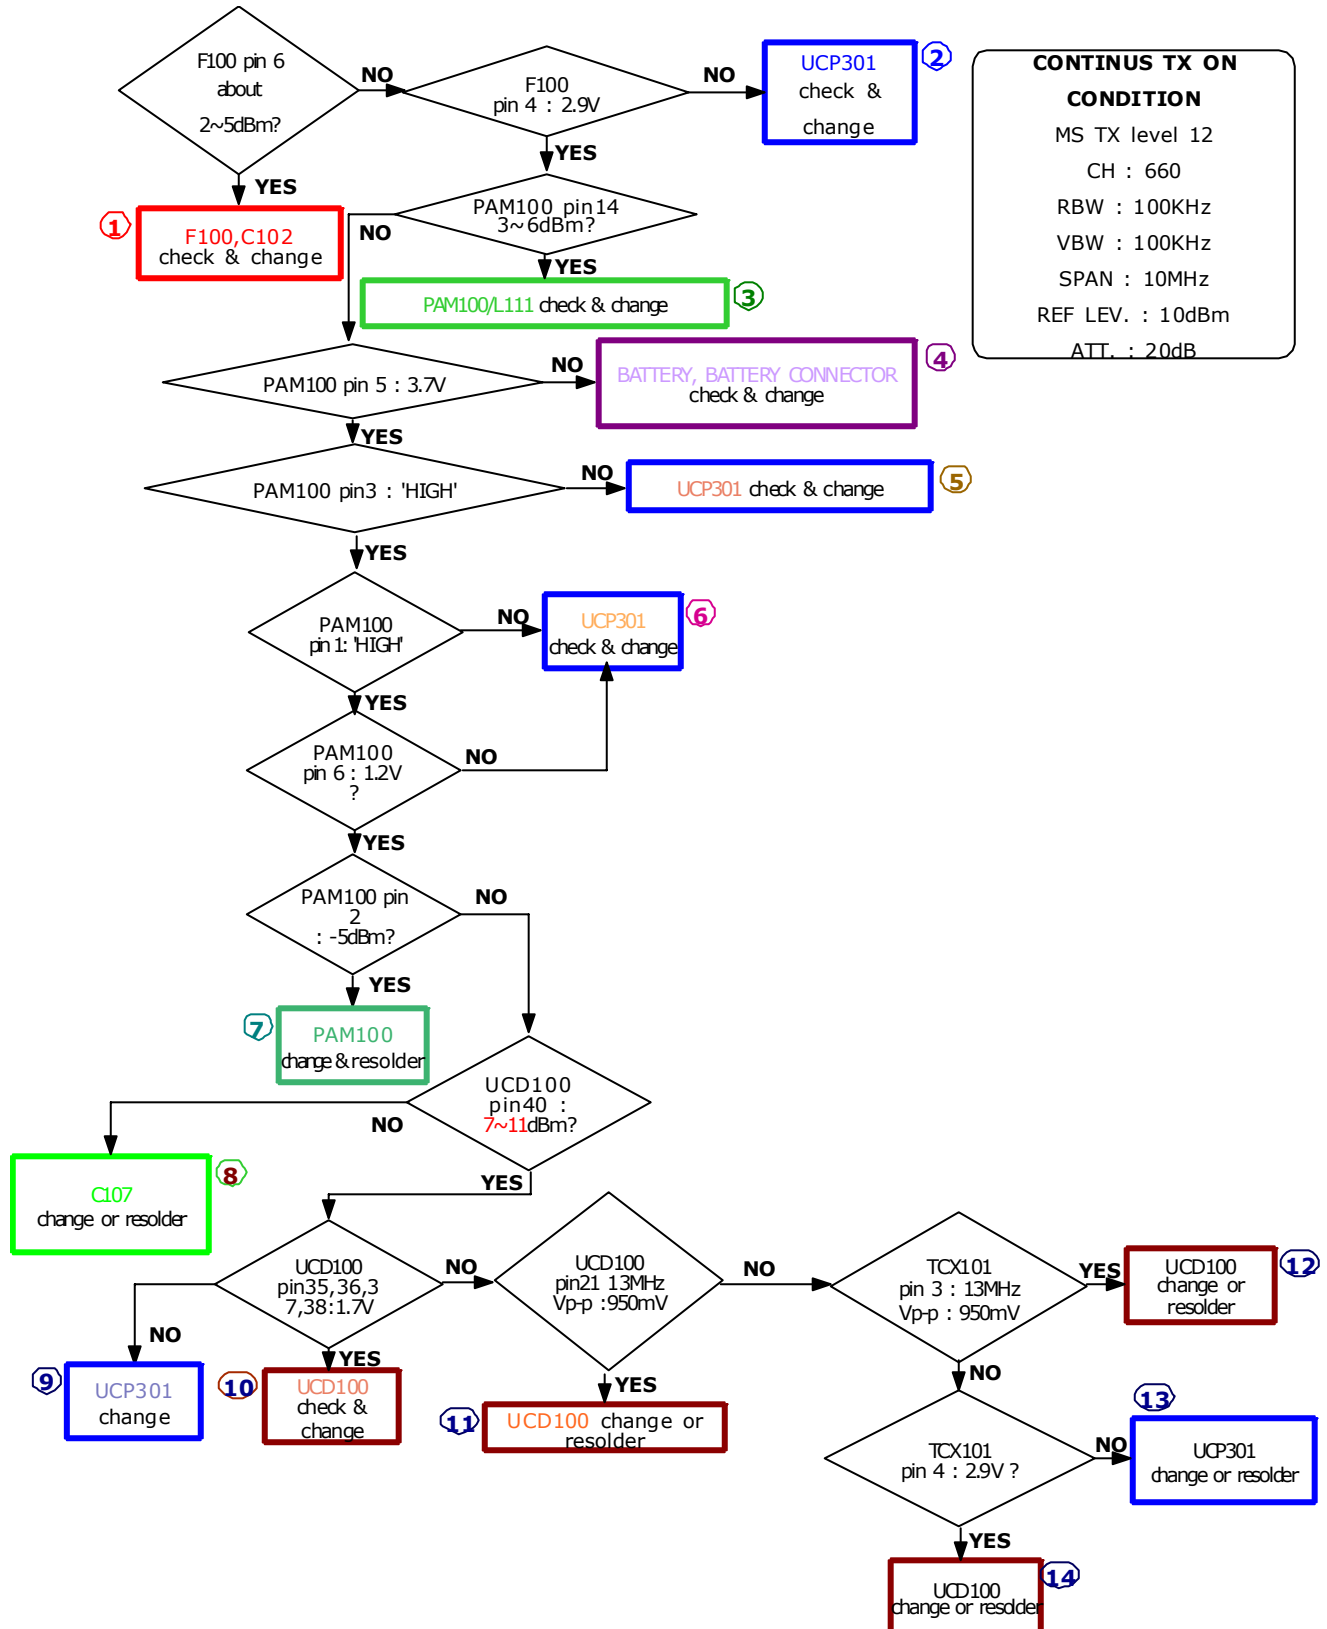 F100 pin 6
about
2~5dBm?
NO
F100
pin 4 : 2.9V
NO
UCP301
check &
change
2
CONTINUS TX ON
CONDITION
MS TX level 12
CH : 660
RBW : 100KHz
VBW : 100KHz
SPAN : 10MHz
REF LEV. : 10dBm
ATT. : 20dB
YES
YES
1
F100,C102
check & change
PAM100 pin14
3~6dBm?
NO
YES
PAM100/L111 check & change
3
PAM100 pin 5 : 3.7V
NO
BATTERY, BATTERY CONNECTOR
check & change
4
YES
PAM100 pin3 : 'HIGH'
NO
UCP301 check & change
5
YES
PAM100
pin 1: 'HIGH'
NO
UCP301
check & change
6
YES
PAM100
pin 6 : 1.2V
?
NO
YES
PAM100 pin
2
: -5dBm?
NO
YES
7
PAM100
change & resolder
UCD100
pin40 :
7~11dBm?
NO
YES
C107
change or resolder
8
UCD100
pin35,36,3
7,38:1.7V
NO
NO
YES
UCD100
pin21 13MHz
Vp-p :950mV
NO
YES
TCX101
pin 3 : 13MHz
Vp-p : 950mV
YES
NO
UCD100
change or
resolder
12
9
UCP301
change
10
UCD100
check &
change
11
UCD100 change or
resolder
TCX101
pin 4 : 2.9V ?
NO
13
UCP301
change or resolder
YES
UCD100
change or resolder
14